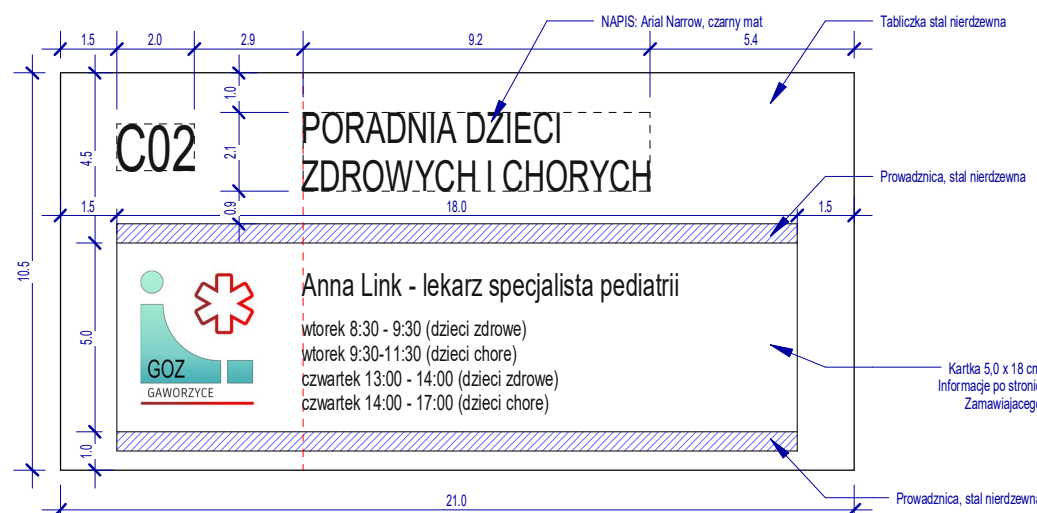 NAPIS: Arial Narrow, czarny mat
Tabliczka stal nierdzewna
1.5
2.0
2.9
9.2
5.4
1.0
C02
PORADNIA DZIECI
ZDROWYCH I CHORYCH
2.1
4.5
Prowadznica, stal nierdzewna
1.5
0.9
18.0
1.5
10.5
Anna Link - lekarz specjalista pediatrii
wtorek 8:30 - 9:30 (dzieci zdrowe)
wtorek 9:30-11:30 (dzieci chore)
czwartek 13:00 - 14:00 (dzieci zdrowe)
czwartek 14:00 - 17:00 (dzieci chore)
5.0
GOZ
GAWORZYCE
Kartka 5,0 x 18 cm
Informacje po stronie
Zamawiajacego
1.0
21.0
Prowadznica, stal nierdzewna